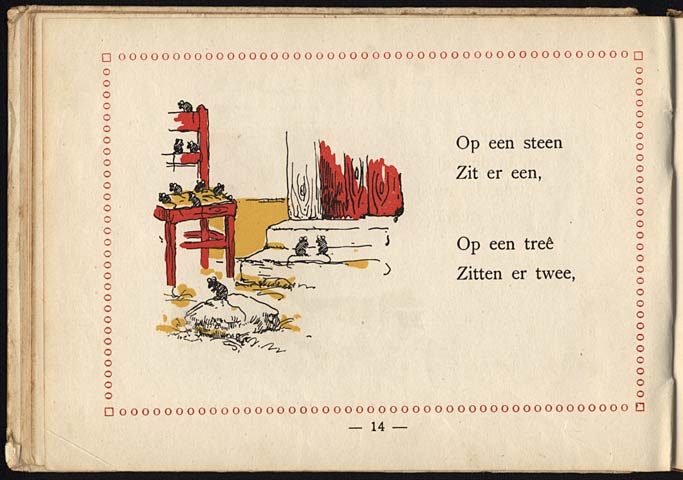 Op een steen
Zit er een,
Op een treê
Zitten er twee,
— 14 —